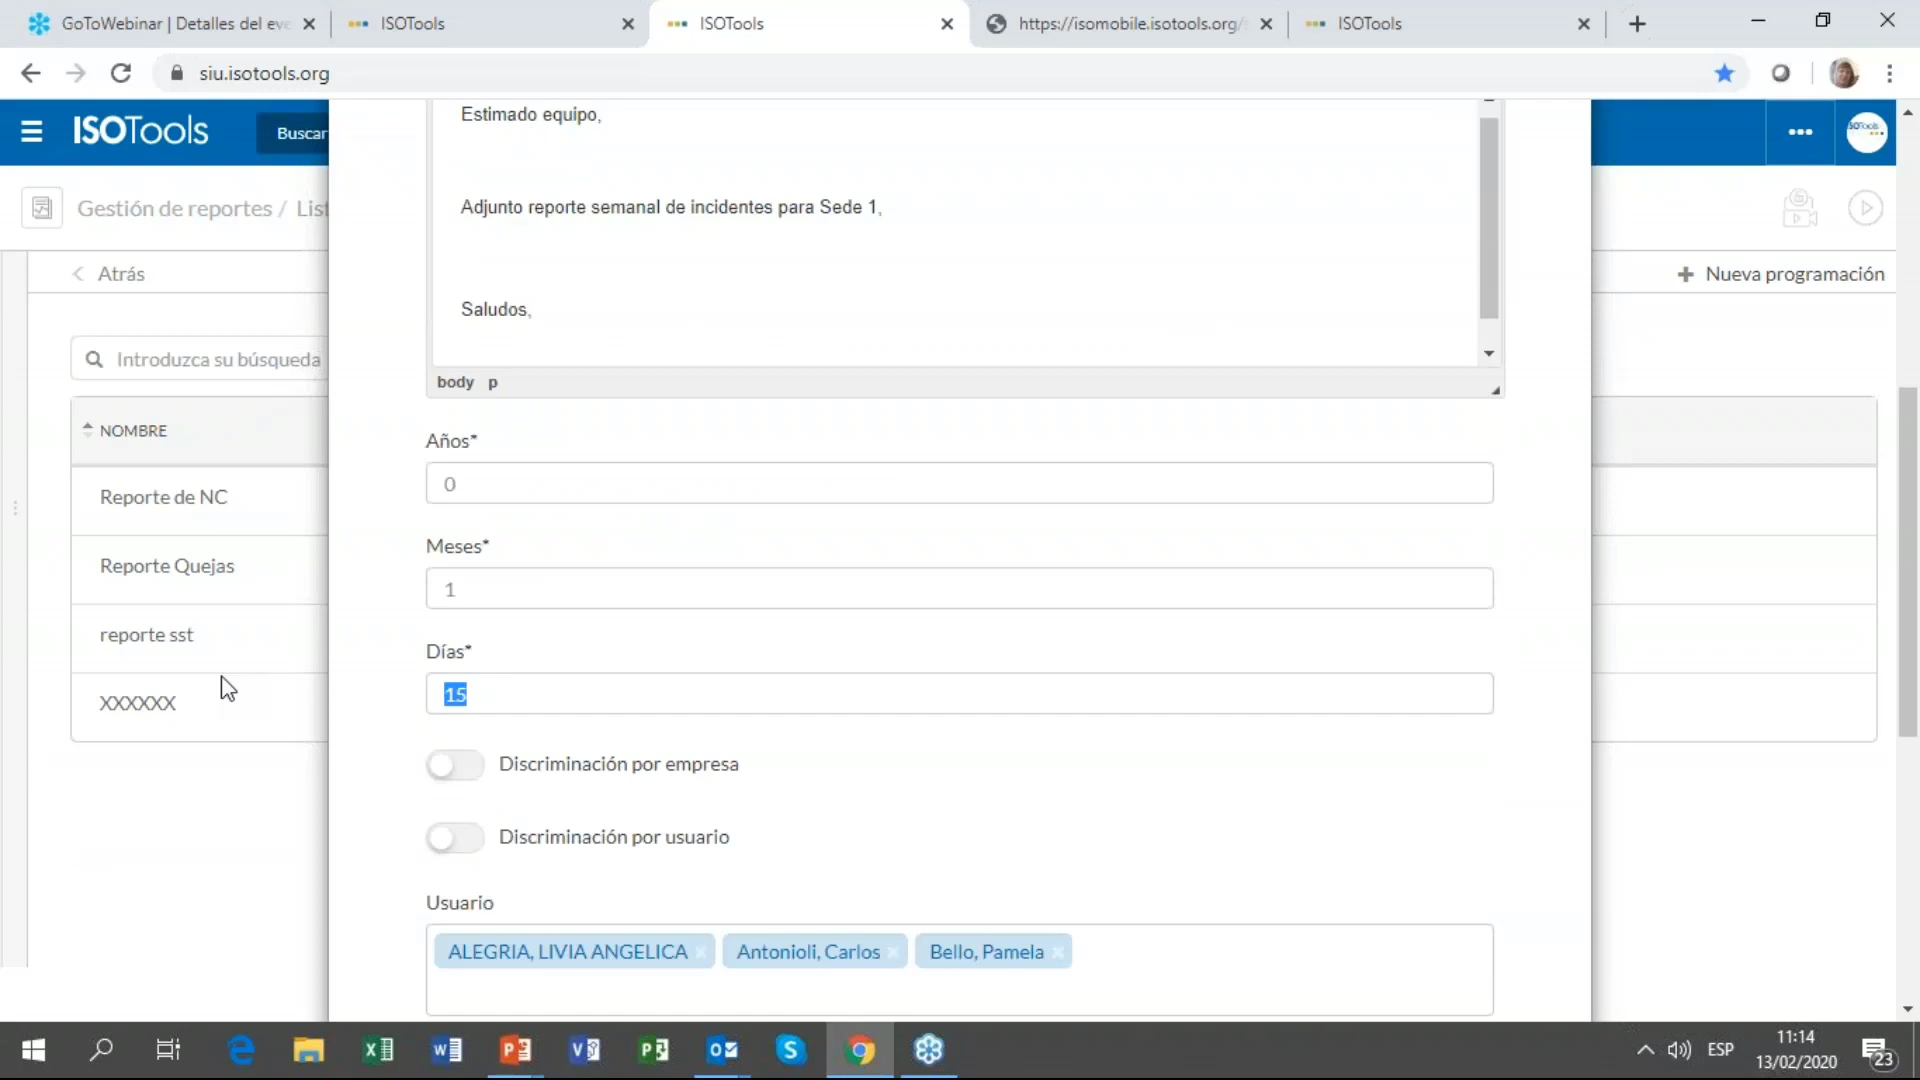 GoToWebinar | Detalles del eve
ISOTools
ISOTools
https://isomobile.isotools.org/
ISOTools
siu.isotools.org
ISOTools
Buscar
ISOTools
Gestión de reportes / List
Atrás
Nueva programación
Introduzca su búsqueda
NOMBRE
Reporte de NC
Reporte Quejas
reporte sst
XXXXXX
Estimado equipo,
Adjunto reporte semanal de incidentes para Sede 1,
Saludos,
body p
Años*
0
Meses*
1
Días*
15
Discriminación por empresa
Discriminación por usuario
Usuario
ALEGRIA, LIVIA ANGELICA
Antonioli, Carlos
Bello, Pamela
ESP
11:14
13/02/2020
23